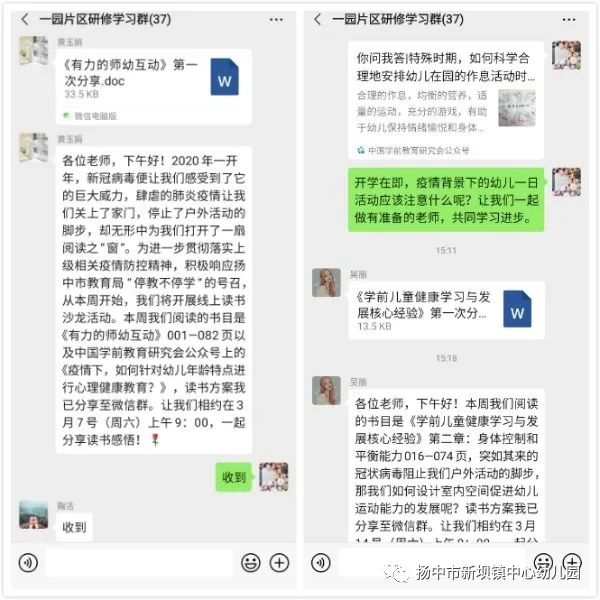 一园片区研修学习群(37)
黄玉娟
《有力的师幼互动》第一
次分享.doc
33.5 KB
微信电脑版
黄玉娟
各位老师，下午好！2020年一开
年，新冠病毒便让我们感受到了它
的巨大威力，肆虐的肺炎疫情让我
们关上了家门，停止了户外活动的
脚步，却无形中为我们打开了一扇
阅读之“窗”。为进一步贯彻落实上
级相关疫情防控精神，积极响应扬
中市教育局“停教不停学”的号召，
从本周开始，我们将开展线上读书
沙龙活动。本周我们阅读的书目是
《有力的师幼互动》001—082页以
及中国学前教育研究会公众号上的
《疫情下，如何针对幼儿年龄特点进
行心理健康教育？》，读书方案我
已分享至微信群。让我们相约在3
月7号（周六）上午9：00，一起
分享读书感悟！
收到
鞠洁
收到
一园片区研修学习群(37)
你问我答|特殊时期，如何科学合
理地安排幼儿在园的作息活动时...
合理的作息，均衡的营养，适
量的运动，充分的游戏，有助
于幼儿保持情绪愉悦和身体...
中国学前教育研究会公众号
开学在即，疫情背景下的幼儿一日
活动应该注意什么呢？让我们一起
做有准备的老师，共同学习进步。
15:11
吴丽
《学前儿童健康学习与发
展核心经验》第一次分...
13.5 KB
15:18
吴丽
各位老师，下午好！本周我们阅读
的书目是《学前儿童健康学习与发
展核心经验》第二章：身体控制和
平衡能力016—074页，突如其来的
冠状病毒阻止我们户外活动的脚步，
那我们如何设计室内空间促进幼儿
运动能力的发展呢？读书方案我已
分享至微信群。让我们相约在3月
14号（周六）上午9：00，一起分
扬中市新坝镇中心幼儿园